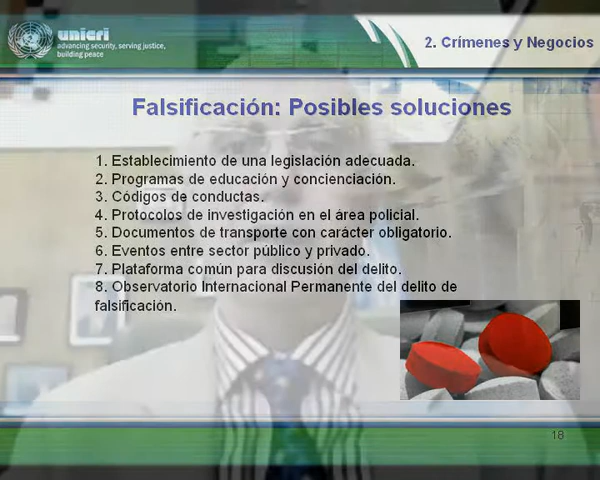 unicri
advancing security, serving justice,
building peace
2. Crímenes y Negocios
Falsificación: Posibles soluciones
1. Establecimiento de una legislación adecuada.
2. Programas de educación y concienciación.
3. Códigos de conductas.
4. Protocolos de investigación en el área policial.
5. Documentos de transporte con carácter obligatorio.
6. Eventos entre sector público y privado.
7. Plataforma común para discusión del delito.
8. Observatorio Internacional Permanente del delito de
falsificación.
18